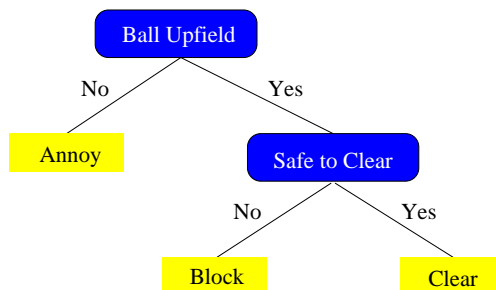 Ball Upfield
No
Yes
Annoy
Safe to Clear
No
Yes
Block
Clear